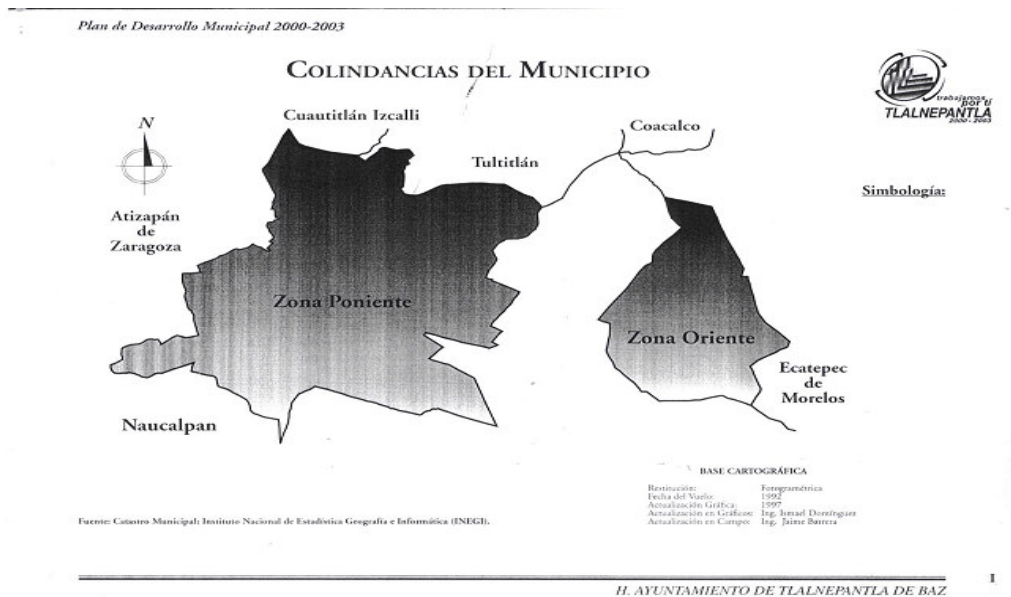 Plan de Desarrollo Municipal 2000-2003
COLINDANCIAS DEL MUNICIPIO
trabajamos
por ti
TLALNEPANTLA
2000 - 2003
N
Cuautitlán Izcalli
Coacalco
Tultitlán
Simbología:
Atizapán
de
Zaragoza
Zona Poniente
Zona Oriente
Ecatepec
de
Morelos
Naucalpan
BASE CARTOGRÁFICA
Restitución: Fotogramétrica
Fecha del Vuelo: 1992
Actualización Gráfica: 1997
Actualización en Gráficos: Ing. Ismael Domínguez
Actualización en Campo: Ing. Jaime Barrera
Fuente: Catastro Municipal; Instituto Nacional de Estadística Geografía e Informática (INEGI).
I
H. AYUNTAMIENTO DE TLALNEPANTLA DE BAZ